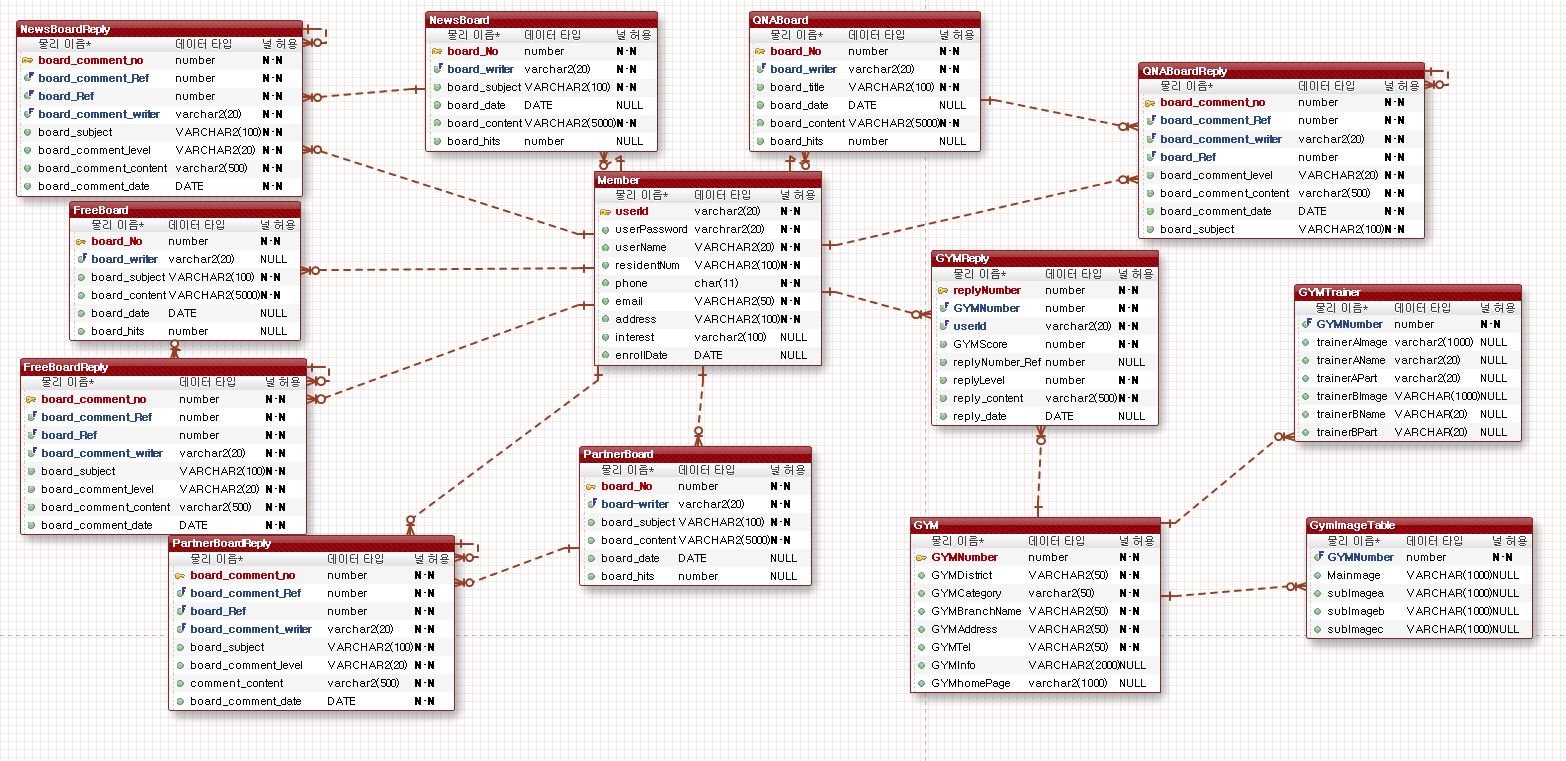 NewsBoardReply
물리 이름* 데이터 타입 널 허용
board_comment_no number N-N
board_comment_Ref number N-N
board_Ref number N-N
board_comment_writer varchar2(20) N-N
board_subject VARCHAR2(100) N-N
board_comment_level VARCHAR2(20) N-N
board_comment_content varchar2(500) N-N
board_comment_date DATE N-N
NewsBoard
물리 이름* 데이터 타입 널 허용
board_No number N-N
board_writer varchar2(20) N-N
board_subject VARCHAR2(100) N-N
board_date DATE NULL
board_content VARCHAR2(5000) N-N
board_hits number NULL
QNABoard
물리 이름* 데이터 타입 널 허용
board_No number N-N
board_writer varchar2(20) N-N
board_title VARCHAR2(100) N-N
board_date DATE NULL
board_content VARCHAR2(5000) N-N
board_hits number NULL
QNABoardReply
물리 이름* 데이터 타입 널 허용
board_comment_no number N-N
board_comment_Ref number N-N
board_comment_writer varchar2(20) N-N
board_Ref number N-N
board_comment_level VARCHAR2(20) N-N
board_comment_content varchar2(500) N-N
board_comment_date DATE N-N
board_subject VARCHAR2(100) N-N
FreeBoard
물리 이름* 데이터 타입 널 허용
board_No number N-N
board_writer varchar2(20) NULL
board_subject VARCHAR2(100) N-N
board_content VARCHAR2(5000) N-N
board_date DATE NULL
board_hits number NULL
Member
물리 이름* 데이터 타입 널 허용
userId varchar2(20) N-N
userPassword varchar2(20) N-N
userName VARCHAR2(20) N-N
residentNum VARCHAR2(100) N-N
phone char(11) N-N
email VARCHAR2(50) N-N
address VARCHAR2(100) N-N
interest varchar2(100) NULL
enrollDate DATE NULL
GYMReply
물리 이름* 데이터 타입 널 허용
replyNumber number N-N
GYMNumber number N-N
userId varchar2(20) N-N
GYMScore number N-N
replyNumber_Ref number NULL
replyLevel number N-N
reply_content varchar2(500) N-N
reply_date DATE NULL
GYMTrainer
물리 이름* 데이터 타입 널 허용
GYMNumber number N-N
trainerAImage varchar2(1000) NULL
trainerAName varchar2(20) NULL
trainerAPart varchar2(20) NULL
trainerBImage VARCHAR(1000) NULL
trainerBName VARCHAR(20) NULL
trainerBPart VARCHAR(20) NULL
FreeBoardReply
물리 이름* 데이터 타입 널 허용
board_comment_no number N-N
board_comment_Ref number N-N
board_Ref number N-N
board_comment_writer varchar2(20) N-N
board_subject VARCHAR2(100) N-N
board_comment_level VARCHAR2(20) N-N
board_comment_content varchar2(500) N-N
board_comment_date DATE N-N
PartnerBoard
물리 이름* 데이터 타입 널 허용
board_No number N-N
board-writer varchar2(20) N-N
board_subject VARCHAR2(100) N-N
board_content VARCHAR2(5000) N-N
board_date DATE NULL
board_hits number NULL
PartnerBoardReply
물리 이름* 데이터 타입 널 허용
board_comment_no number N-N
board_comment_Ref number N-N
board_Ref number N-N
board_comment_writer varchar2(20) N-N
board_subject VARCHAR2(100) N-N
board_comment_level VARCHAR2(20) N-N
comment_content varchar2(500) N-N
board_comment_date DATE N-N
GYM
물리 이름* 데이터 타입 널 허용
GYMNumber number N-N
GYMDistrict VARCHAR2(50) N-N
GYMCategory varchar2(50) N-N
GYMBranchName VARCHAR2(50) N-N
GYMAddress VARCHAR2(50) N-N
GYMTel VARCHAR2(50) N-N
GYMInfo VARCHAR2(2000) NULL
GYMhomePage varchar2(1000) NULL
GymImageTable
물리 이름* 데이터 타입 널 허용
GYMNumber number N-N
MainImage VARCHAR(1000) NULL
subImagea VARCHAR(1000) NULL
subImageb VARCHAR(1000) NULL
subImagec VARCHAR(1000) NULL